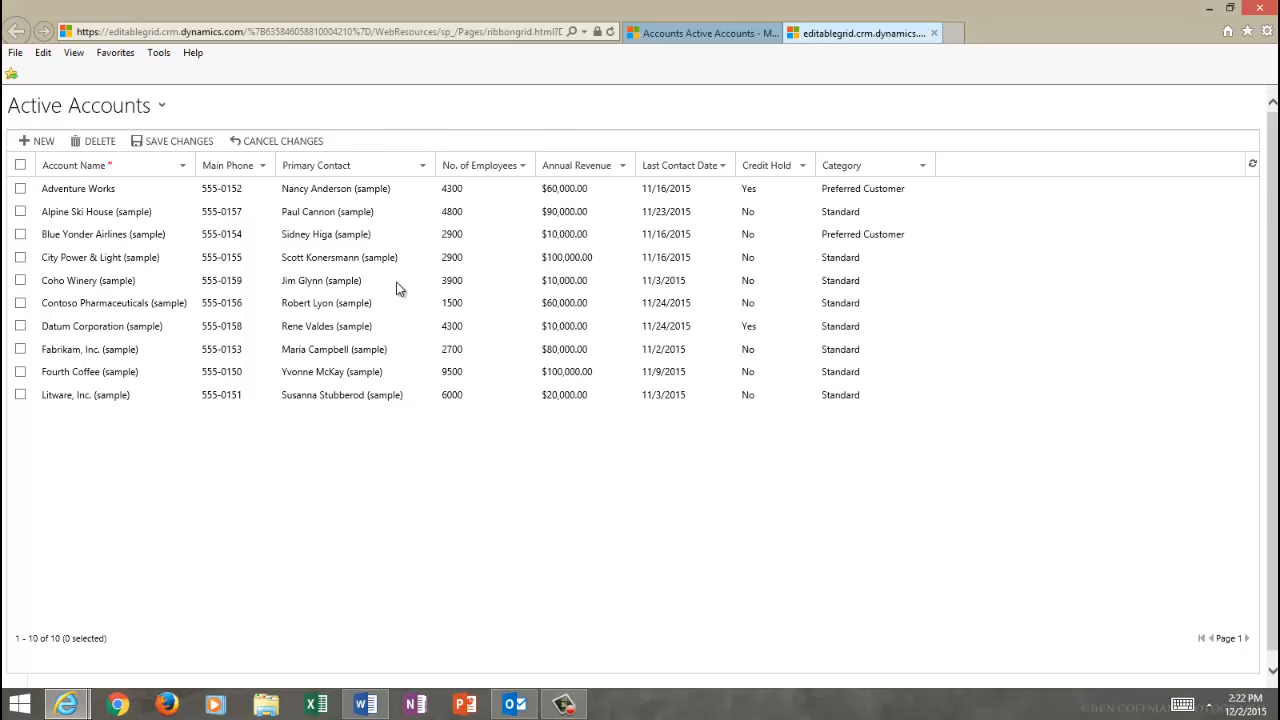 https://editablegrid.crm.dynamics.com/%7B635846058810004210%7D/WebResources/sp_/Pages/ribbongrid.html?D
Accounts Active Accounts - M...
editablegrid.crm.dynamics....
File Edit View Favorites Tools Help
Active Accounts
NEW DELETE SAVE CHANGES CANCEL CHANGES
Account Name * Main Phone Primary Contact No. of Employees Annual Revenue Last Contact Date Credit Hold Category
Adventure Works 555-0152 Nancy Anderson (sample) 4300 $60,000.00 11/16/2015 Yes Preferred Customer
Alpine Ski House (sample) 555-0157 Paul Cannon (sample) 4800 $90,000.00 11/23/2015 No Standard
Blue Yonder Airlines (sample) 555-0154 Sidney Higa (sample) 2900 $10,000.00 11/16/2015 No Preferred Customer
City Power & Light (sample) 555-0155 Scott Konersmann (sample) 2900 $100,000.00 11/16/2015 No Standard
Coho Winery (sample) 555-0159 Jim Glynn (sample) 3900 $10,000.00 11/3/2015 No Standard
Contoso Pharmaceuticals (sample) 555-0156 Robert Lyon (sample) 1500 $60,000.00 11/24/2015 No Standard
Datum Corporation (sample) 555-0158 Rene Valdes (sample) 4300 $10,000.00 11/24/2015 Yes Standard
Fabrikam, Inc. (sample) 555-0153 Maria Campbell (sample) 2700 $80,000.00 11/2/2015 No Standard
Fourth Coffee (sample) 555-0150 Yvonne McKay (sample) 9500 $100,000.00 11/9/2015 No Standard
Litware, Inc. (sample) 555-0151 Susanna Stubberod (sample) 6000 $20,000.00 11/3/2015 No Standard
1 - 10 of 10 (0 selected)
Page 1
2:22 PM
12/2/2015